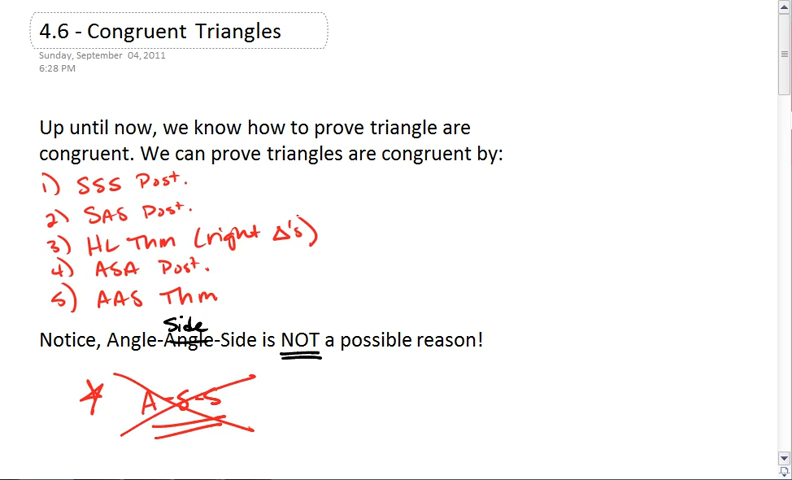 4.6 - Congruent Triangles
Sunday, September 04, 2011
6:28 PM
Up until now, we know how to prove triangle are
congruent. We can prove triangles are congruent by:
1) SSS Post.
2) SAS Post.
3) HL Thm (right Δ's)
4) ASA Post.
5) AAS Thm
Side
Notice, Angle-Angle-Side is NOT a possible reason!
* A-S-S